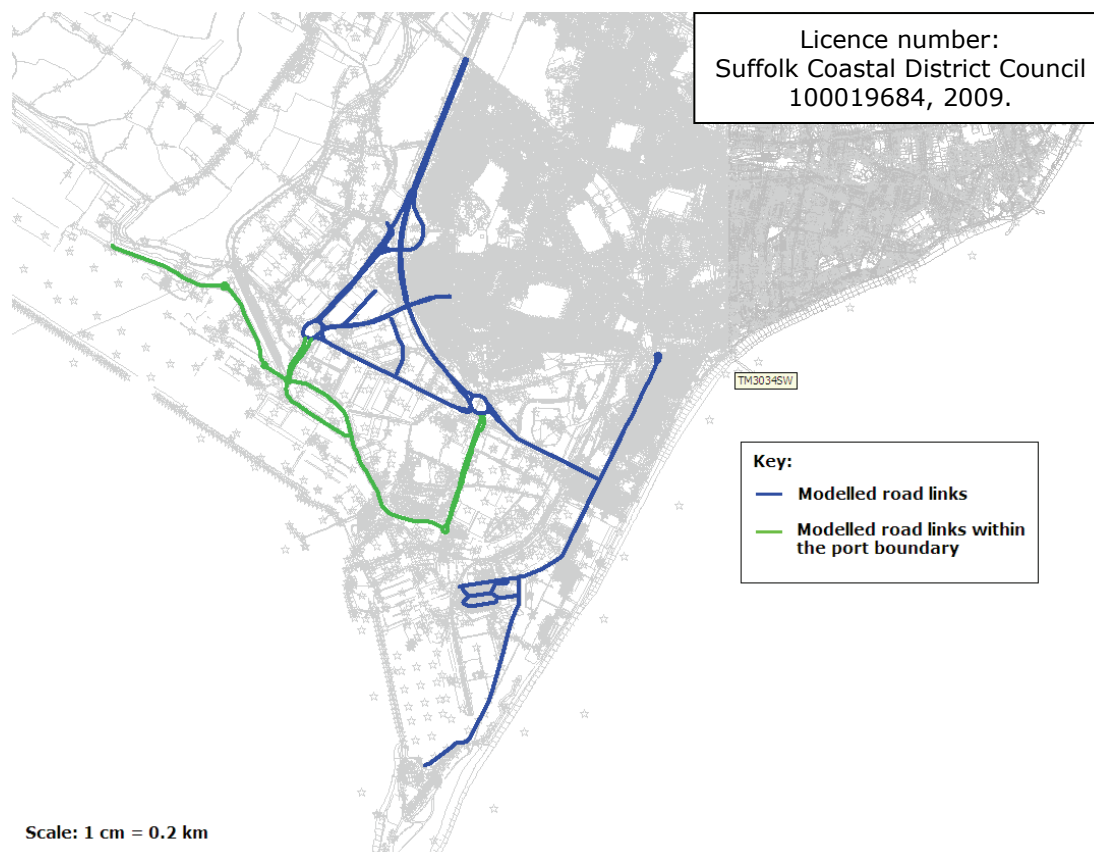 Licence number:
Suffolk Coastal District Council
100019684, 2009.
TM3034SW
Key:
Modelled road links
Modelled road links within
the port boundary
Scale: 1 cm = 0.2 km